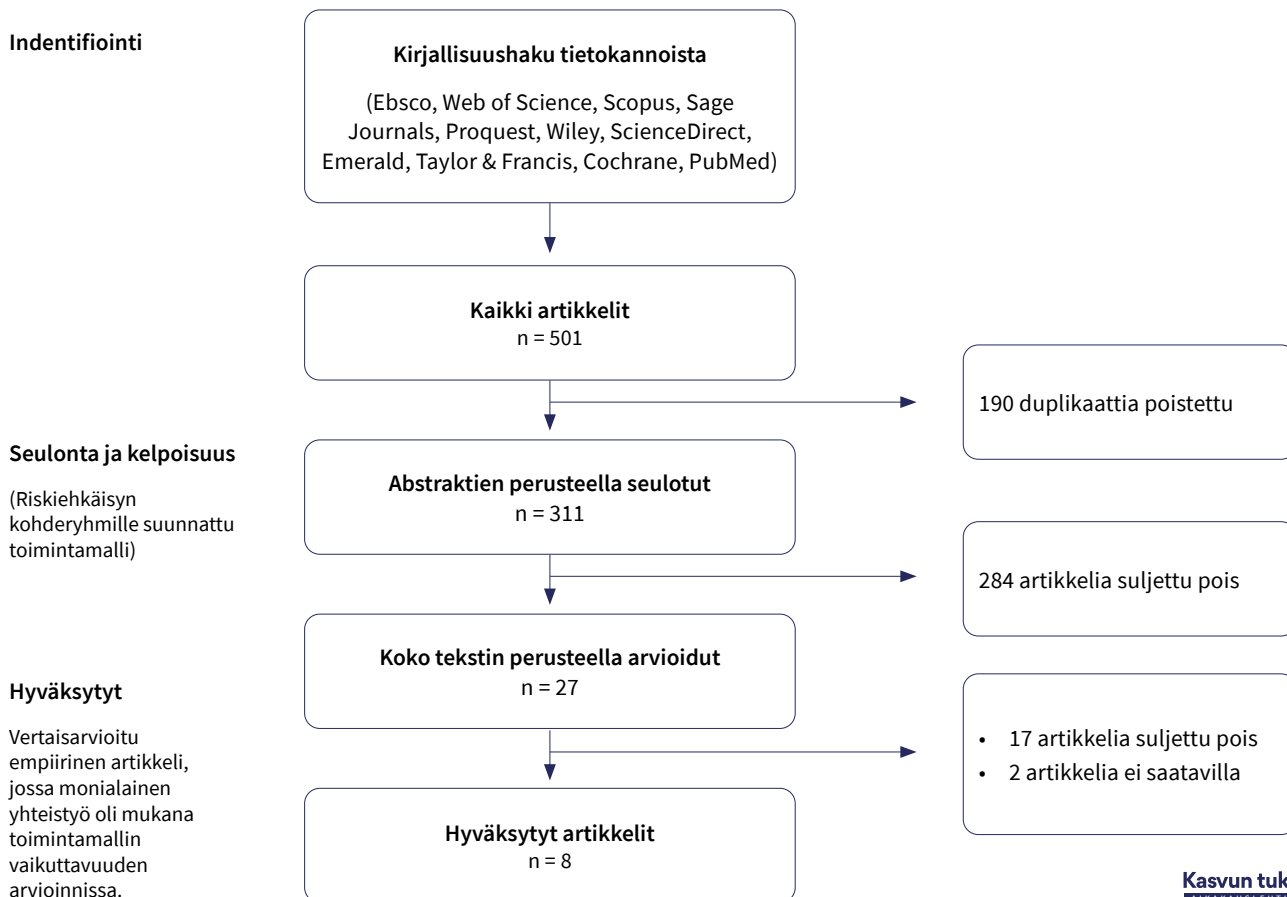 Indentifiointi
Kirjallisuushaku tietokannoista
(Ebsco, Web of Science, Scopus, Sage
Journals, Proquest, Wiley, ScienceDirect,
Emerald, Taylor & Francis, Cochrane, PubMed)
Kaikki artikkelit
n = 501
190 duplikaattia poistettu
Seulonta ja kelpoisuus
(Riskiehkäisyn
kohderyhmille suunnattu
toimintamalli)
Abstraktien perusteella seulotut
n = 311
284 artikkelia suljettu pois
Koko tekstin perusteella arvioidut
n = 27
Hyväksytyt
Vertaisarvioitu
empiirinen artikkeli,
jossa monialainen
yhteistyö oli mukana
toimintamallin
vaikuttavuuden
arvioinnissa.
• 17 artikkelia suljettu pois
• 2 artikkelia ei saatavilla
Hyväksytyt artikkelit
n = 8
Kasvun tuk